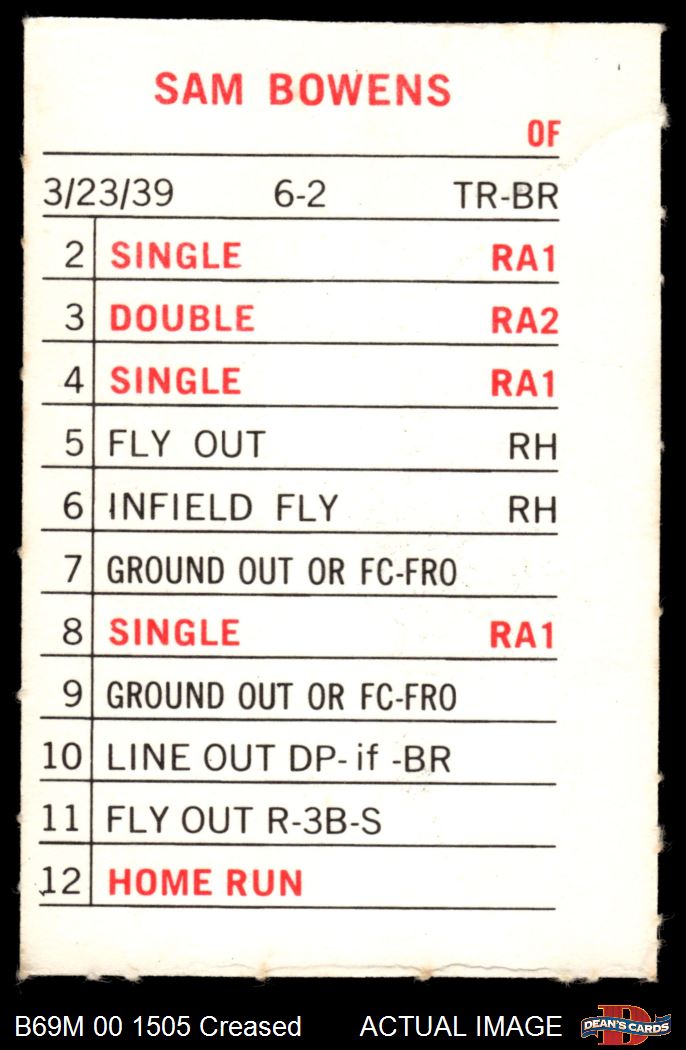 SAM BOWENS
OF
3/23/39 6-2 TR-BR
2 SINGLE RA1
3 DOUBLE RA2
4 SINGLE RA1
5 FLY OUT RH
6 INFIELD FLY RH
7 GROUND OUT OR FC-FRO
8 SINGLE RA1
9 GROUND OUT OR FC-FRO
10 LINE OUT DP-if -BR
11 FLY OUT R-3B-S
12 HOME RUN
B69M 00 1505 Creased ACTUAL IMAGE D DEAN'S CARDS